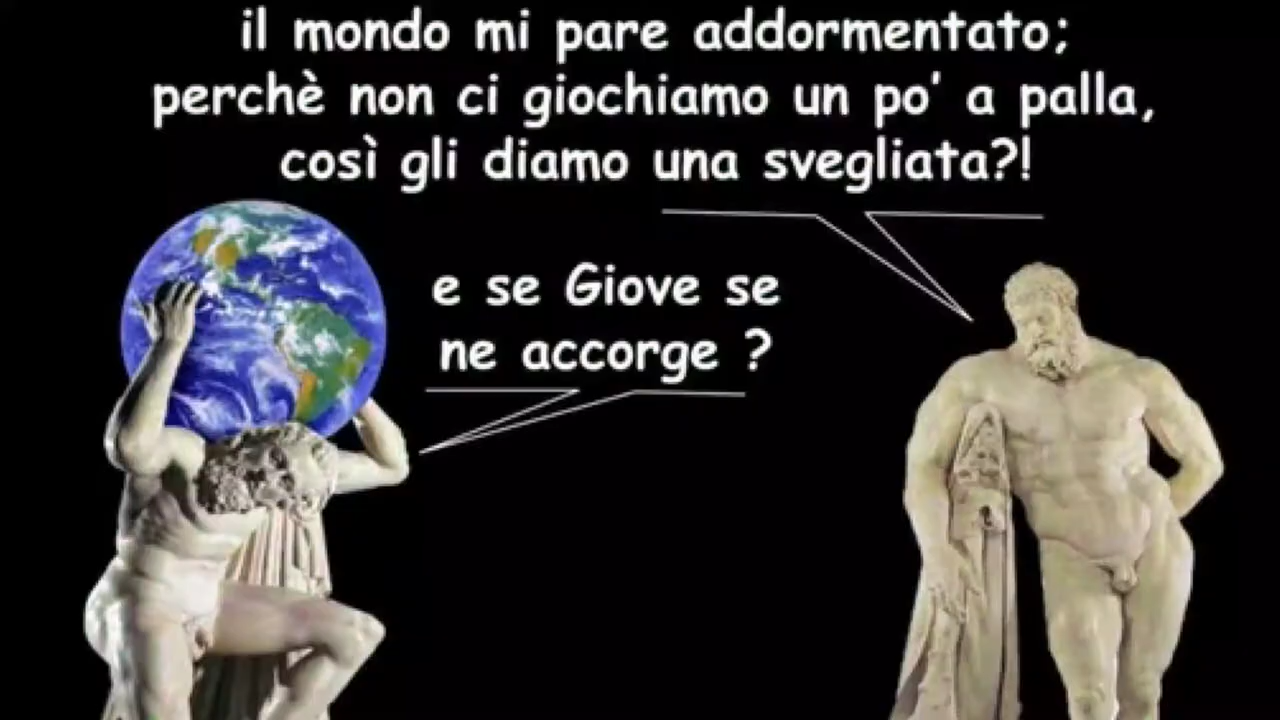 il mondo mi pare addormentato;
perchè non ci giochiamo un po' a palla,
così gli diamo una svegliata?!
e se Giove se
ne accorge ?